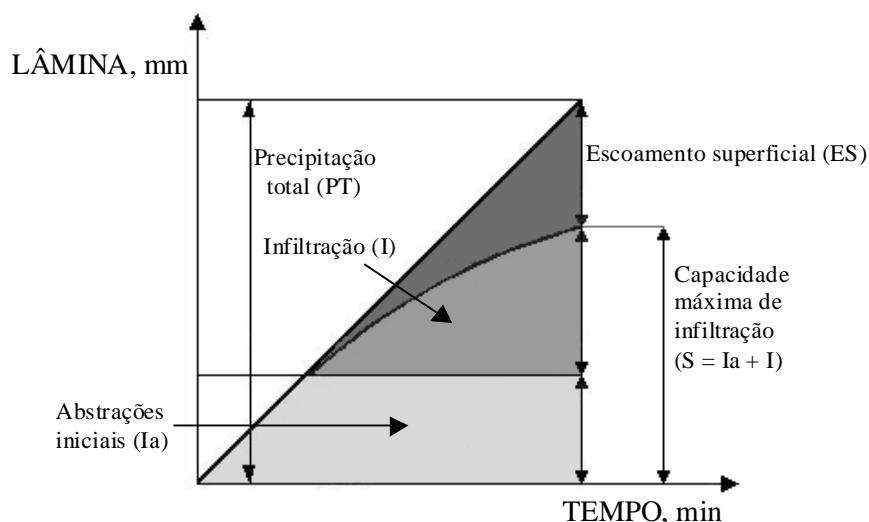 LÂMINA, mm
Precipitação
total (PT)
Escoamento superficial (ES)
Infiltração (I)
Capacidade
máxima de
infiltração
(S = Ia + I)
Abstrações
iniciais (Ia)
TEMPO, min